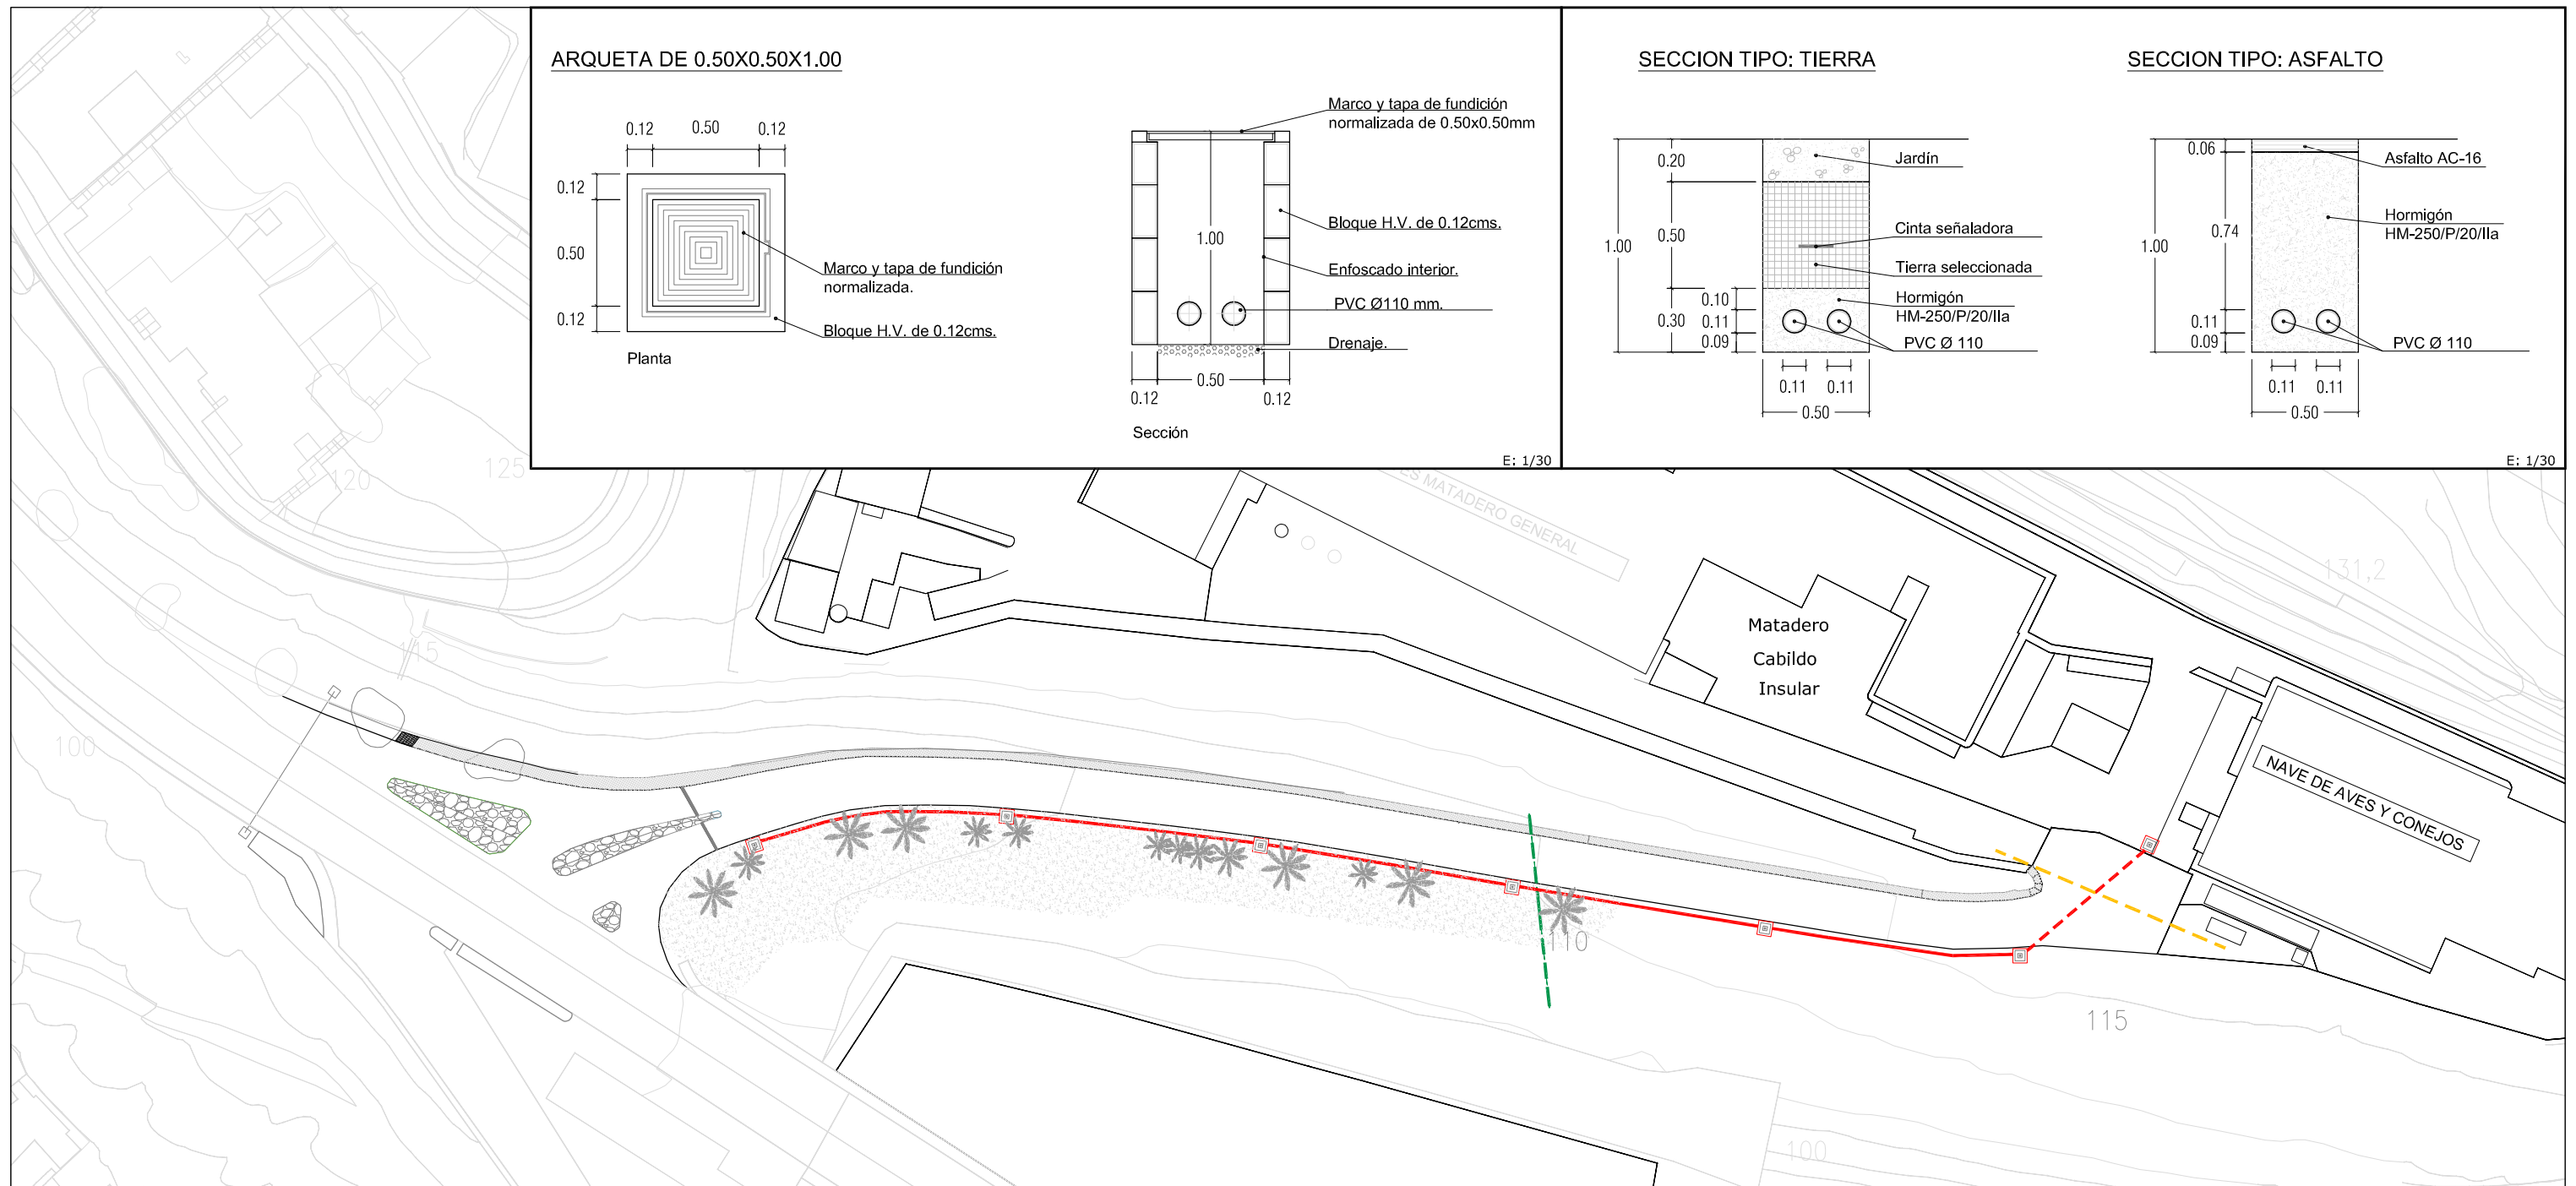 ARQUETA DE 0.50X0.50X1.00
0.12
0.50
0.12
0.12
0.50
0.12
Marco y tapa de fundición
normalizada.
Bloque H.V. de 0.12cms.
Planta
Marco y tapa de fundición
normalizada de 0.50x0.50mm
1.00
Bloque H.V. de 0.12cms.
Enfoscado interior.
PVC Ø110 mm.
Drenaje.
0.50
0.12
0.12
Sección
E: 1/30
SECCION TIPO: TIERRA
1.00
0.20
0.50
0.30
0.10
0.11
0.09
Jardín
Cinta señaladora
Tierra seleccionada
Hormigón
HM-250/P/20/IIa
PVC Ø 110
0.11
0.11
0.50
SECCION TIPO: ASFALTO
1.00
0.06
0.74
0.11
0.09
Asfalto AC-16
Hormigón
HM-250/P/20/IIa
PVC Ø 110
0.11
0.11
0.50
E: 1/30
120
125
ES MATADERO GENERAL
131,2
115
Matadero
Cabildo
Insular
100
NAVE DE AVES Y CONEJOS
110
115
100